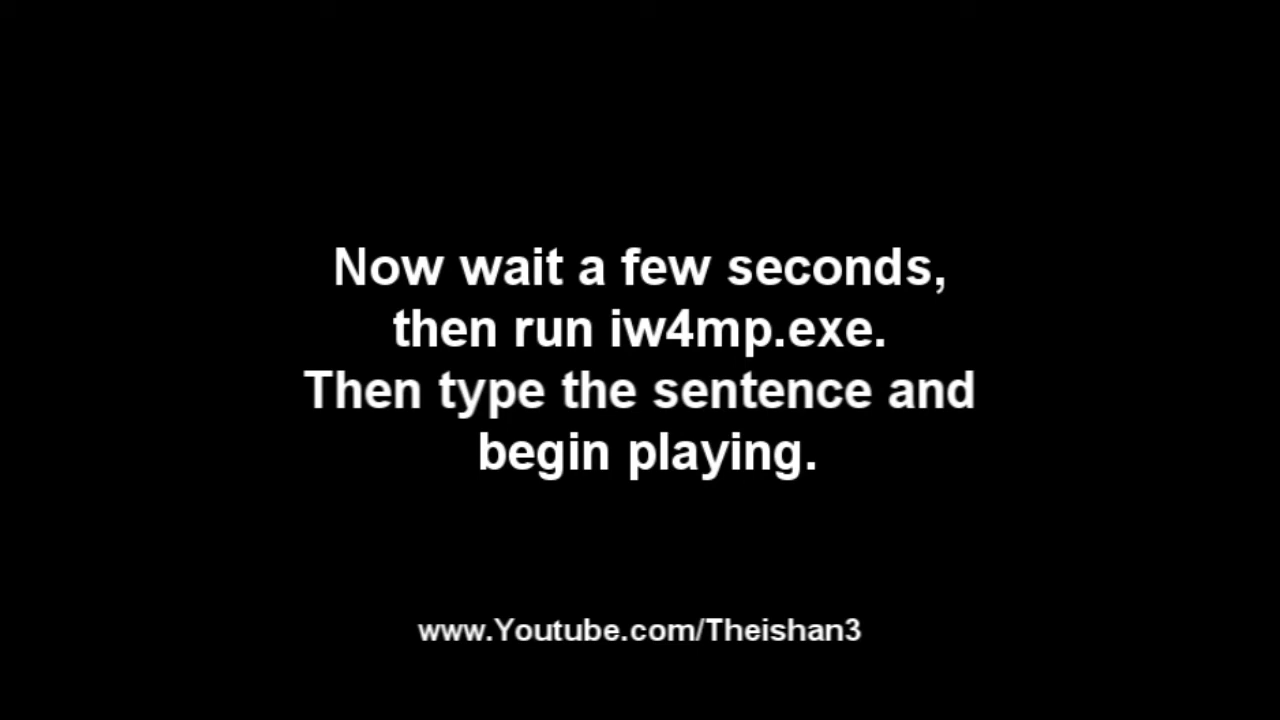 Now wait a few seconds,
then run iw4mp.exe.
Then type the sentence and
begin playing.
www.Youtube.com/Theishan3